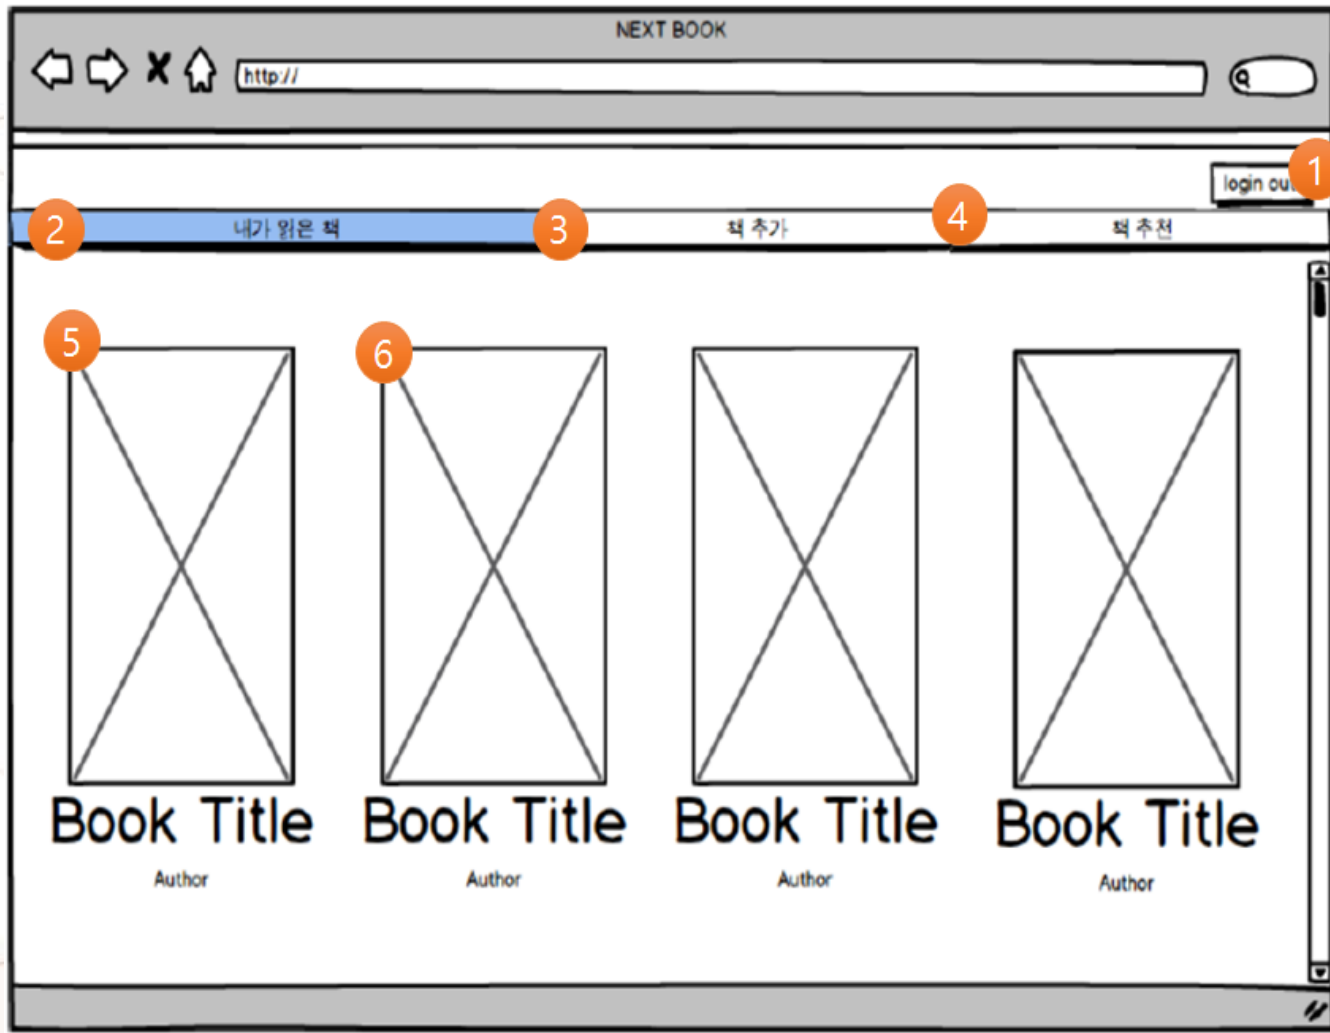 NEXT BOOK
http://
login out
1
2
내가 읽은 책
3
책 추가
4
책 추천
5
6
Book Title
Author
Book Title
Author
Book Title
Author
Book Title
Author